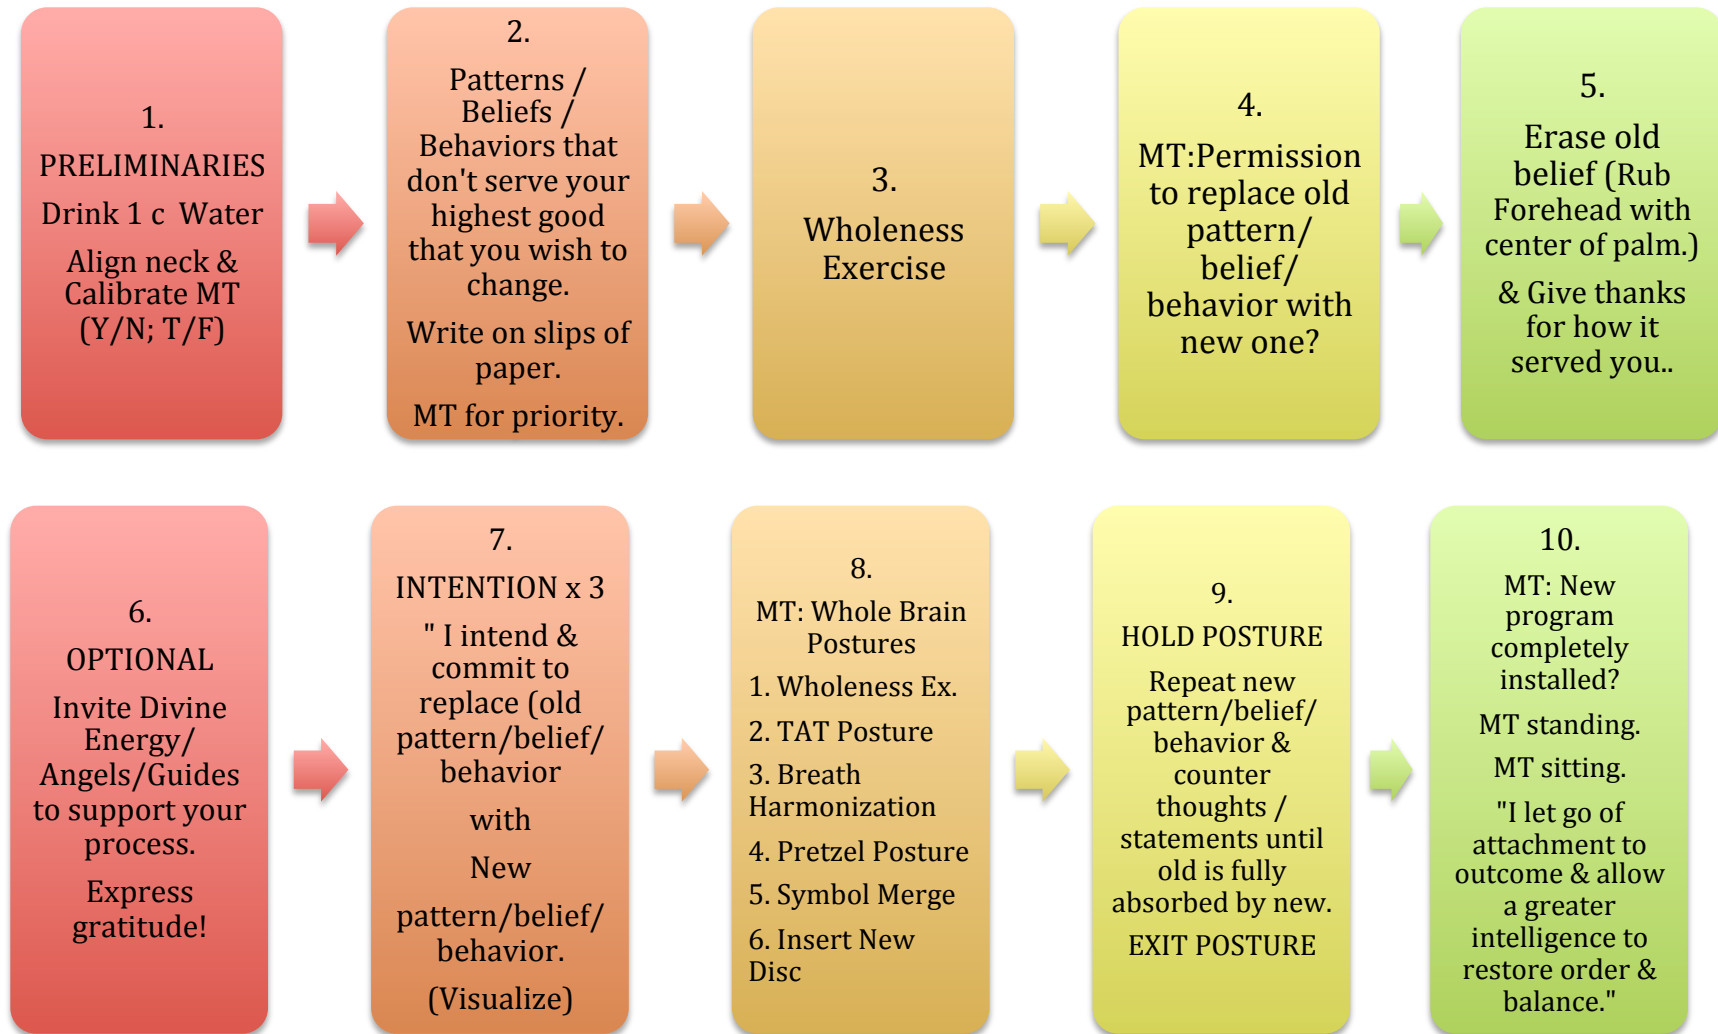 1.
PRELIMINARIES
Drink 1 c  Water
Align neck &
Calibrate MT
(Y/N; T/F)
2.
Patterns /
Beliefs /
Behaviors that
don't serve your
highest good
that you wish to
change.
Write on slips of
paper.
MT for priority.
3.
Wholeness
Exercise
4.
MT:Permission
to replace old
pattern/
belief/
behavior with
new one?
5.
Erase old
belief (Rub
Forehead with
center of palm.)
& Give thanks
for how it
served you..
6.
OPTIONAL
Invite Divine
Energy/
Angels/Guides
to support your
process.
Express
gratitude!
7.
INTENTION x 3
" I intend &
commit to
replace (old
pattern/belief/
behavior
with
New
pattern/belief/
behavior.
(Visualize)
8.
MT: Whole Brain
Postures
1. Wholeness Ex.
2. TAT Posture
3. Breath
Harmonization
4. Pretzel Posture
5. Symbol Merge
6. Insert New
Disc
9.
HOLD POSTURE
Repeat new
pattern/belief/
behavior &
counter
thoughts /
statements until
old is fully
absorbed by new.
EXIT POSTURE
10.
MT: New
program
completely
installed?
MT standing.
MT sitting.
"I let go of
attachment to
outcome & allow
a greater
intelligence to
restore order &
balance."